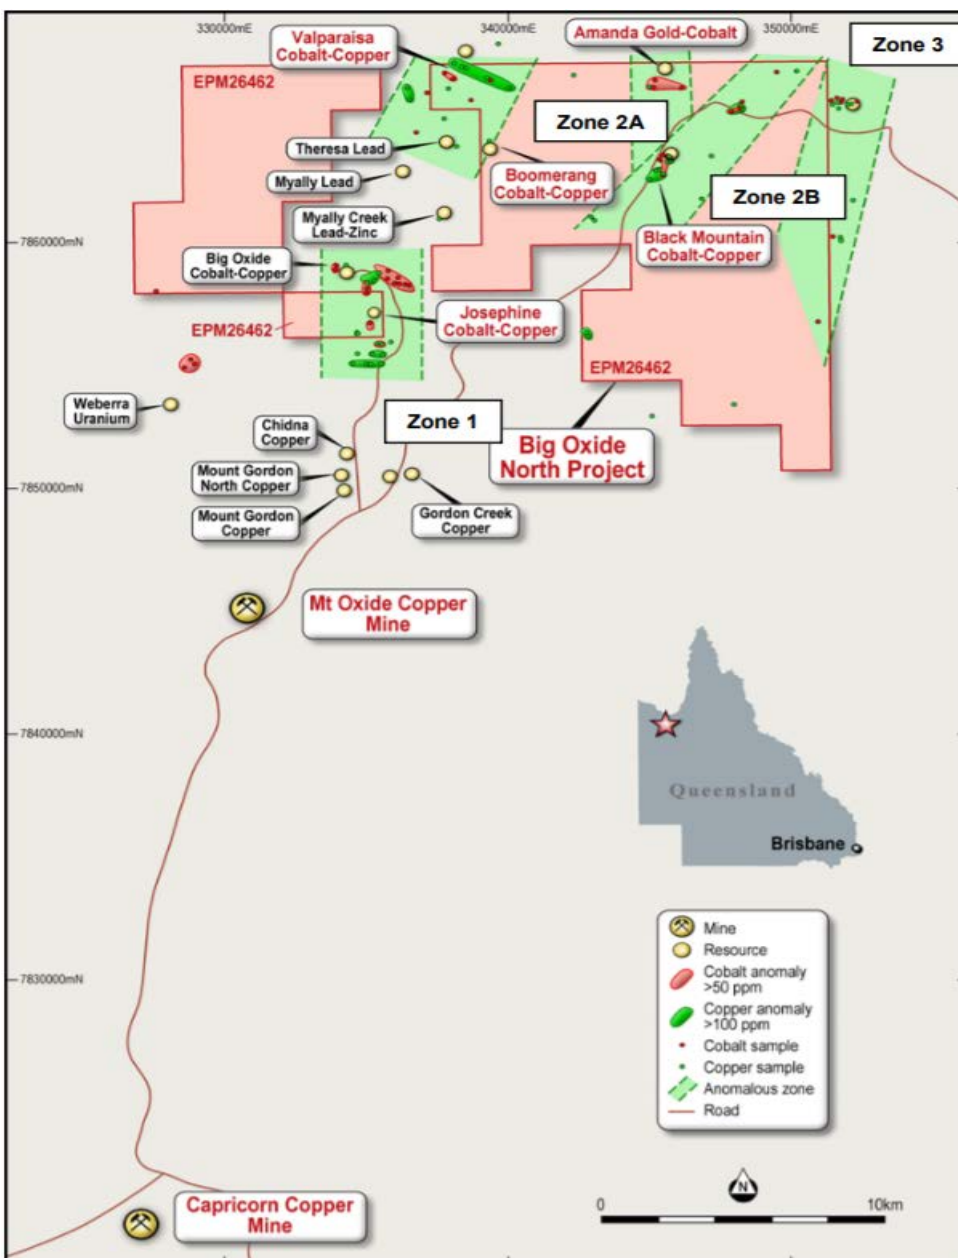 330000mE
340000mE
350000mE
Zone 3
Valparaisa
Cobalt-Copper
Amanda Gold-Cobalt
EPM26462
Zone 2A
Theresa Lead
Boomerang
Cobalt-Copper
Myally Lead
Zone 2B
Myally Creek
Lead-Zinc
7860000mN
Black Mountain
Cobalt-Copper
Big Oxide
Cobalt-Copper
Josephine
Cobalt-Copper
EPM26462
EPM26462
Weberra
Uranium
Zone 1
Chidna
Copper
Big Oxide
North Project
Mount Gordon
North Copper
7850000mN
Mount Gordon
Copper
Gordon Creek
Copper
Mt Oxide Copper
Mine
7840000mN
Queensland
Brisbane
Mine
Resource
Cobalt anomaly
>50 ppm
Copper anomaly
>100 ppm
Cobalt sample
Copper sample
Anomalous zone
Road
7830000mN
N
0
10km
Capricorn Copper
Mine